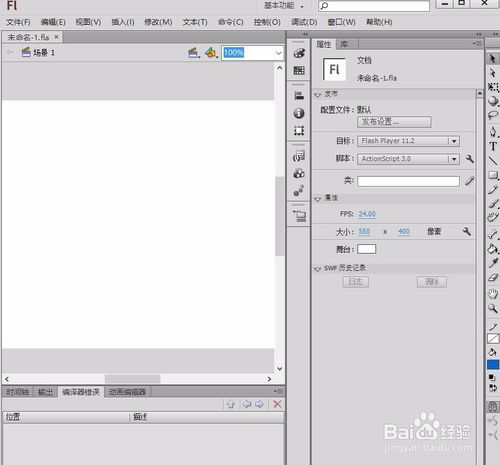 Fl 基本功能
文件(F) 编辑(E) 视图(V) 插入(I) 修改(M) 文本(T) 命令(C) 控制(O) 调试(D) 窗口(W) 帮助(H)
未命名-1.fla ×
场景 1
100%
属性 库
Fl
文档
未命名-1.fla
发布
配置文件: 默认
发布设置...
目标: Flash Player 11.2
脚本: ActionScript 3.0
类:
属性
FPS: 24.00
大小: 550 x 400 像素
舞台:
SWF 历史记录
日志 清除
时间轴 输出 编译器错误 动画编辑器
位置 描述
Bai 经验
jingyan.baidu.com